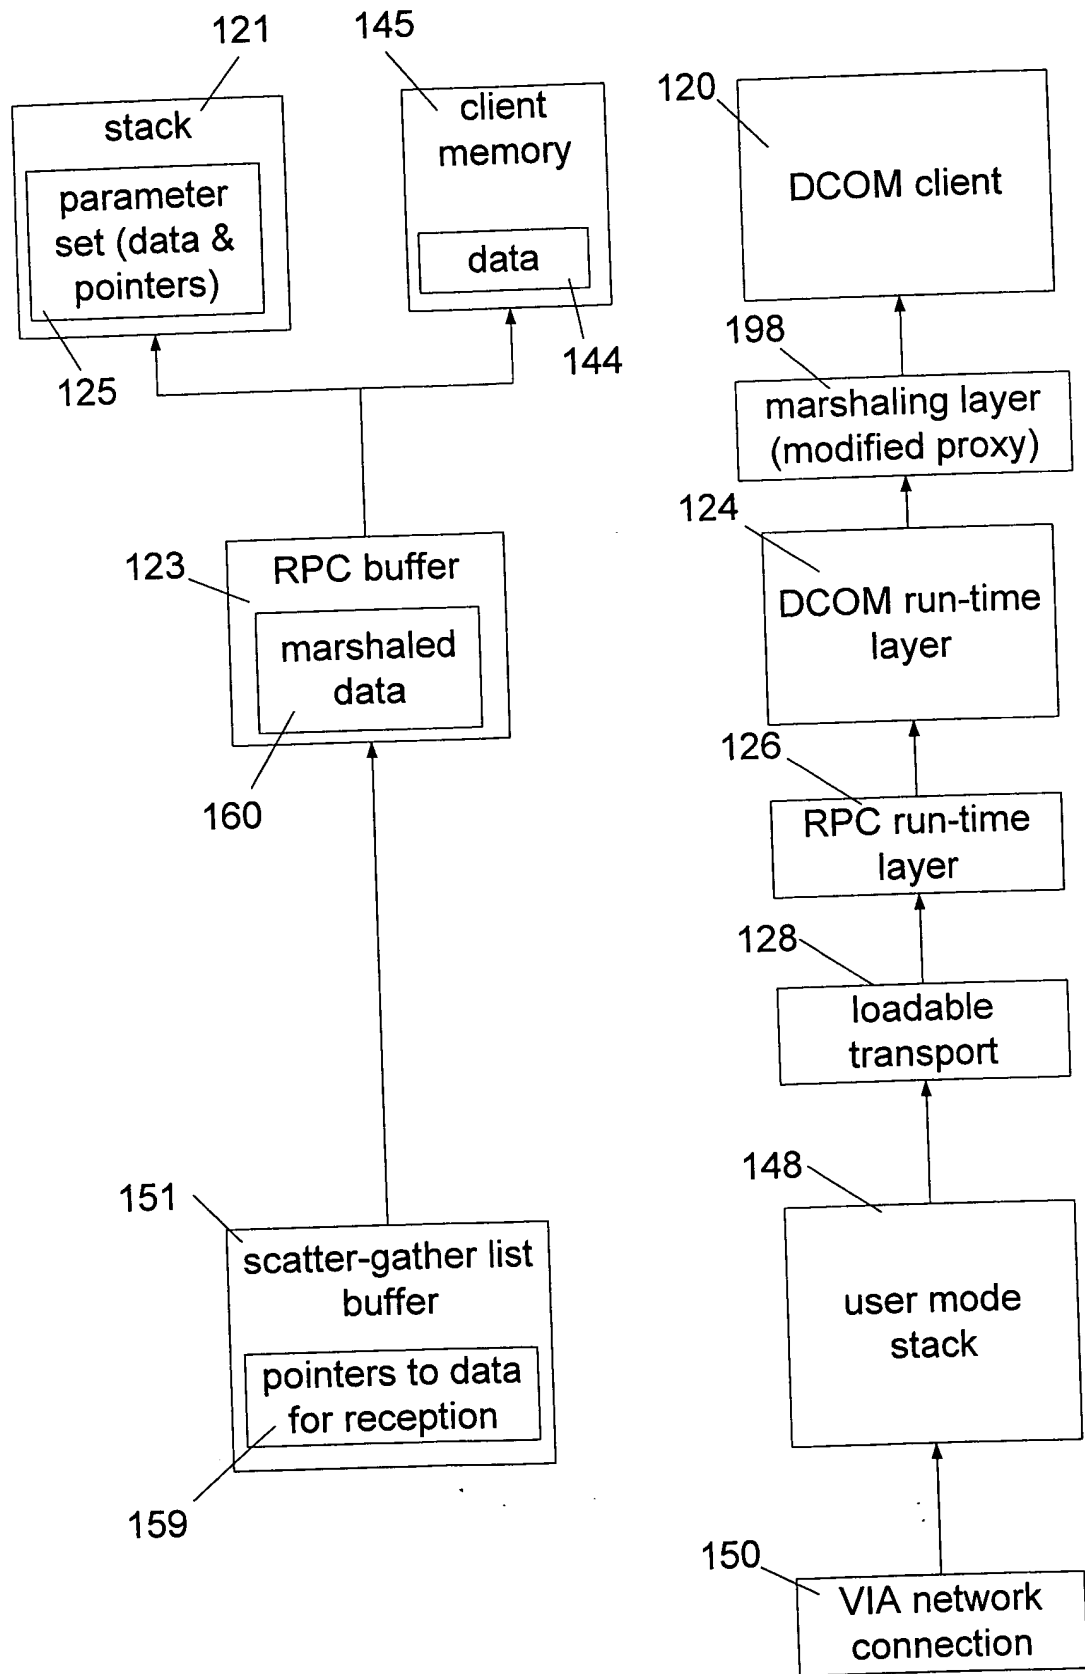 121
145
stack
parameter
set (data &
pointers)
125
client
memory
data
144
120
DCOM client
198
marshaling layer
(modified proxy)
124
DCOM run-time
layer
123
RPC buffer
marshaled
data
160
126
RPC run-time
layer
128
loadable
transport
148
user mode
stack
151
scatter-gather list
buffer
pointers to data
for reception
159
150
VIA network
connection